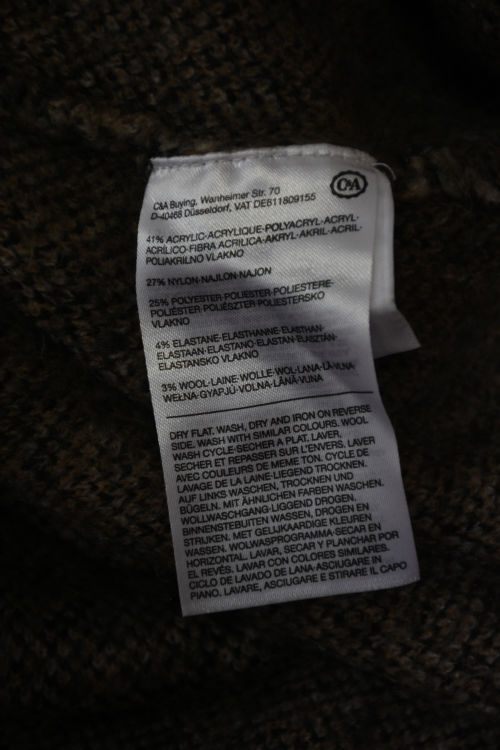 C&A Buying, Wanheimer Str. 70
D-40468 Düsseldorf, VAT DE811809155
C&A
41% ACRYLIC·ACRYLIQUE·POLYACRYL·ACRYL·
ACRÍLICO·FIBRA ACRILICA·AKRYL·AKRIL·ACRIL·
POLIAKRILNO VLAKNO
27% NYLON·NAJLON·NAJON
25% POLYESTER·POLIESTER·POLIESTERE·
POLIÉSTER·POLIÉSZTER·POLIESTERSKO
VLAKNO
4% ELASTANE·ELASTHANNE·ELASTHAN·
ELASTAAN·ELASTANO·ELASTAN·ELASZTÁN·
ELASTANSKO VLAKNO
3% WOOL·LAINE·WOLLE·WOL·LANA·LÃ·VLNA·
WEŁNA·GYAPJÚ·VOLNA·LÂNĂ·VUNA
DRY FLAT. WASH, DRY AND IRON ON REVERSE
SIDE. WASH WITH SIMILAR COLOURS. WOOL
WASH CYCLE·SECHER A PLAT, LAVER,
SECHER ET REPASSER SUR L'ENVERS. LAVER
AVEC COULEURS DE MEME TON. CYCLE DE
LAVAGE DE LA LAINE·LIEGEND TROCKNEN.
AUF LINKS WASCHEN, TROCKNEN UND
BÜGELN. MIT ÄHNLICHEN FARBEN WASCHEN.
WOLLWASCHGANG·LIGGEND DROGEN.
BINNENSTEBUITEN WASSEN, DROGEN EN
STRIJKEN. MET GELIJKAARDIGE KLEUREN
WASSEN. WOLWASPROGRAMMA·SECAR EN
HORIZONTAL. LAVAR, SECAR Y PLANCHAR POR
EL REVÉS. LAVAR CON COLORES SIMILARES.
CICLO DE LAVADO DE LANA·ASCIUGARE IN
PIANO. LAVARE, ASCIUGARE E STIRARE IL CAPO